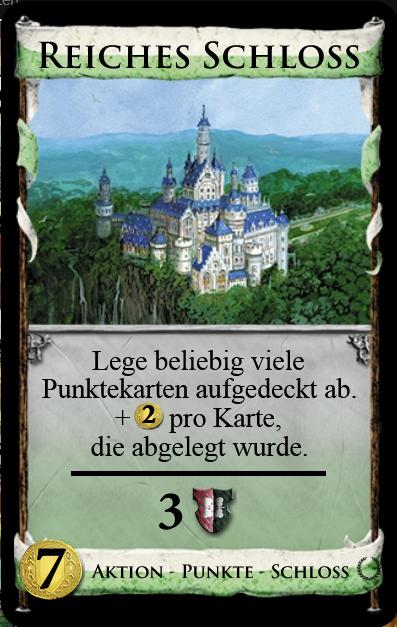 REICHES SCHLOSS
Lege beliebig viele
Punktekarten aufgedeckt ab.
+ 2 pro Karte,
die abgelegt wurde.
3
7
AKTION - PUNKTE - SCHLOSS